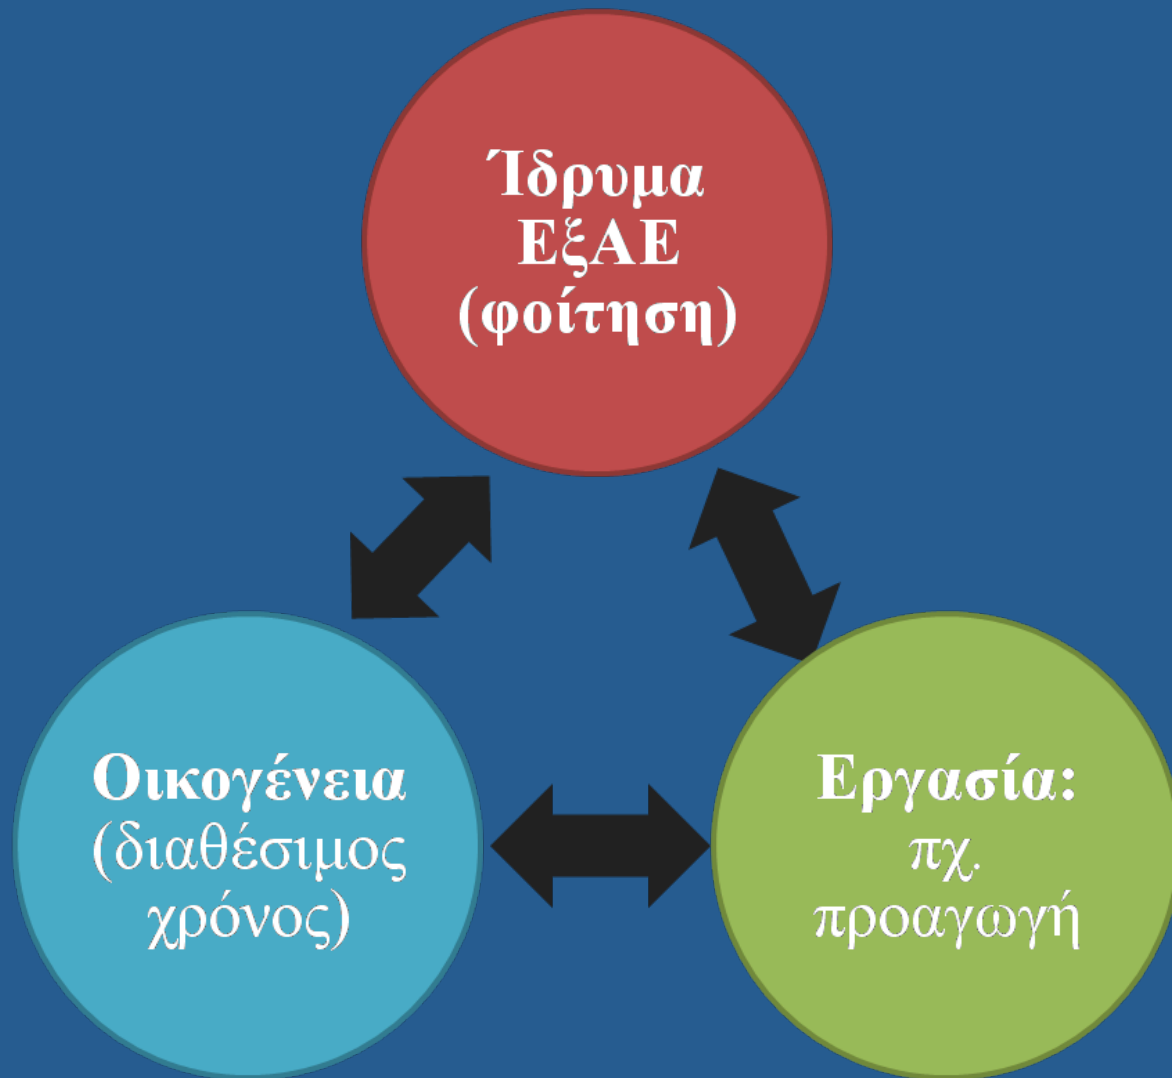 Ίδρυμα
ΕξΑΕ
(φοίτηση)
Οικογένεια
(διαθέσιμος
χρόνος)
Εργασία:
πχ.
προαγωγή